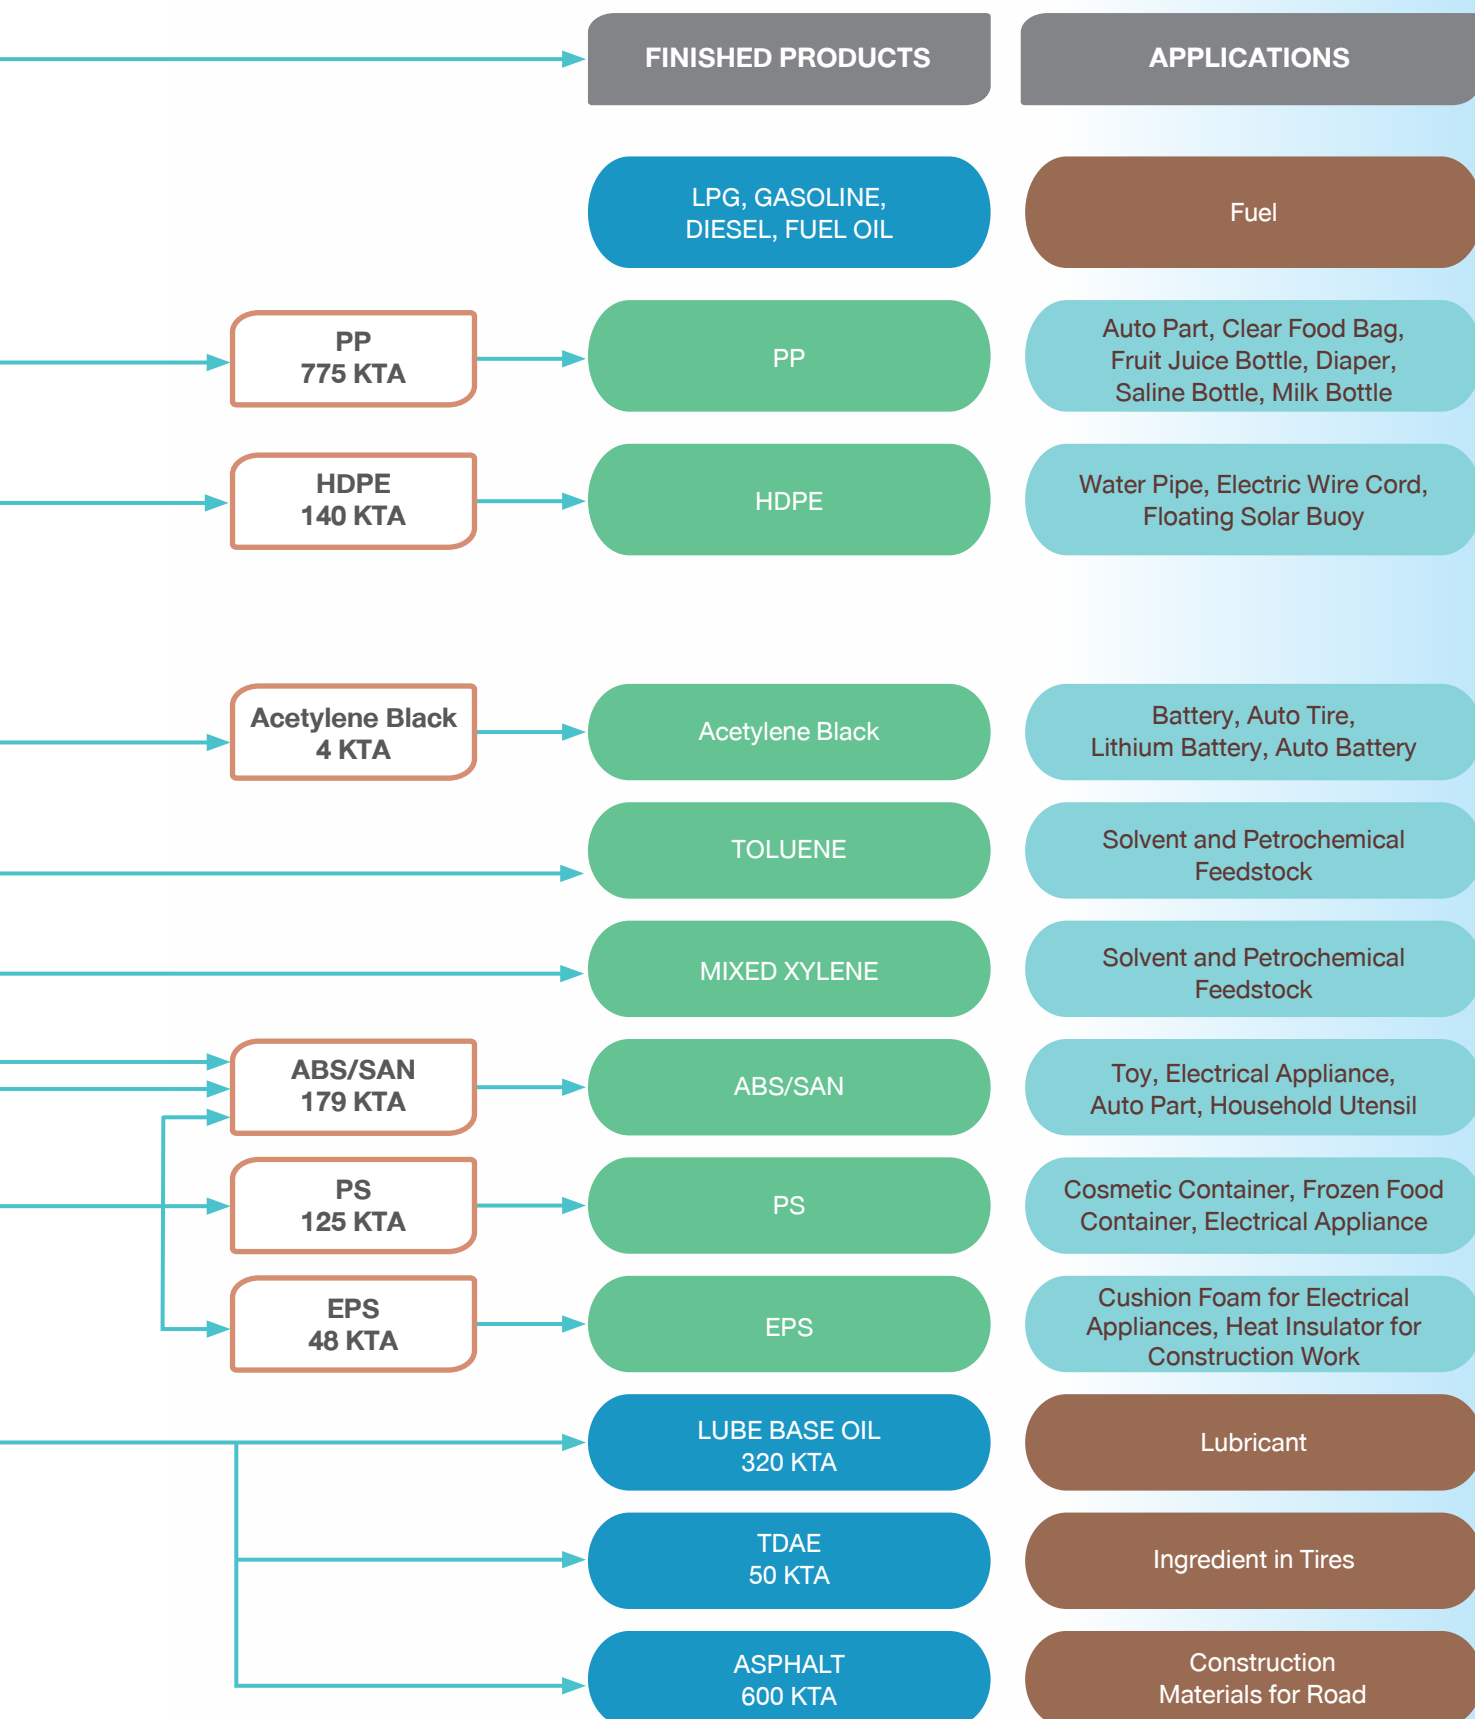 FINISHED PRODUCTS
APPLICATIONS
LPG, GASOLINE,
DIESEL, FUEL OIL
Fuel
PP
775 KTA
PP
Auto Part, Clear Food Bag,
Fruit Juice Bottle, Diaper,
Saline Bottle, Milk Bottle
HDPE
140 KTA
HDPE
Water Pipe, Electric Wire Cord,
Floating Solar Buoy
Acetylene Black
4 KTA
Acetylene Black
Battery, Auto Tire,
Lithium Battery, Auto Battery
TOLUENE
Solvent and Petrochemical
Feedstock
MIXED XYLENE
Solvent and Petrochemical
Feedstock
ABS/SAN
179 KTA
ABS/SAN
Toy, Electrical Appliance,
Auto Part, Household Utensil
PS
125 KTA
PS
Cosmetic Container, Frozen Food
Container, Electrical Appliance
EPS
48 KTA
EPS
Cushion Foam for Electrical
Appliances, Heat Insulator for
Construction Work
LUBE BASE OIL
320 KTA
Lubricant
TDAE
50 KTA
Ingredient in Tires
ASPHALT
600 KTA
Construction
Materials for Road